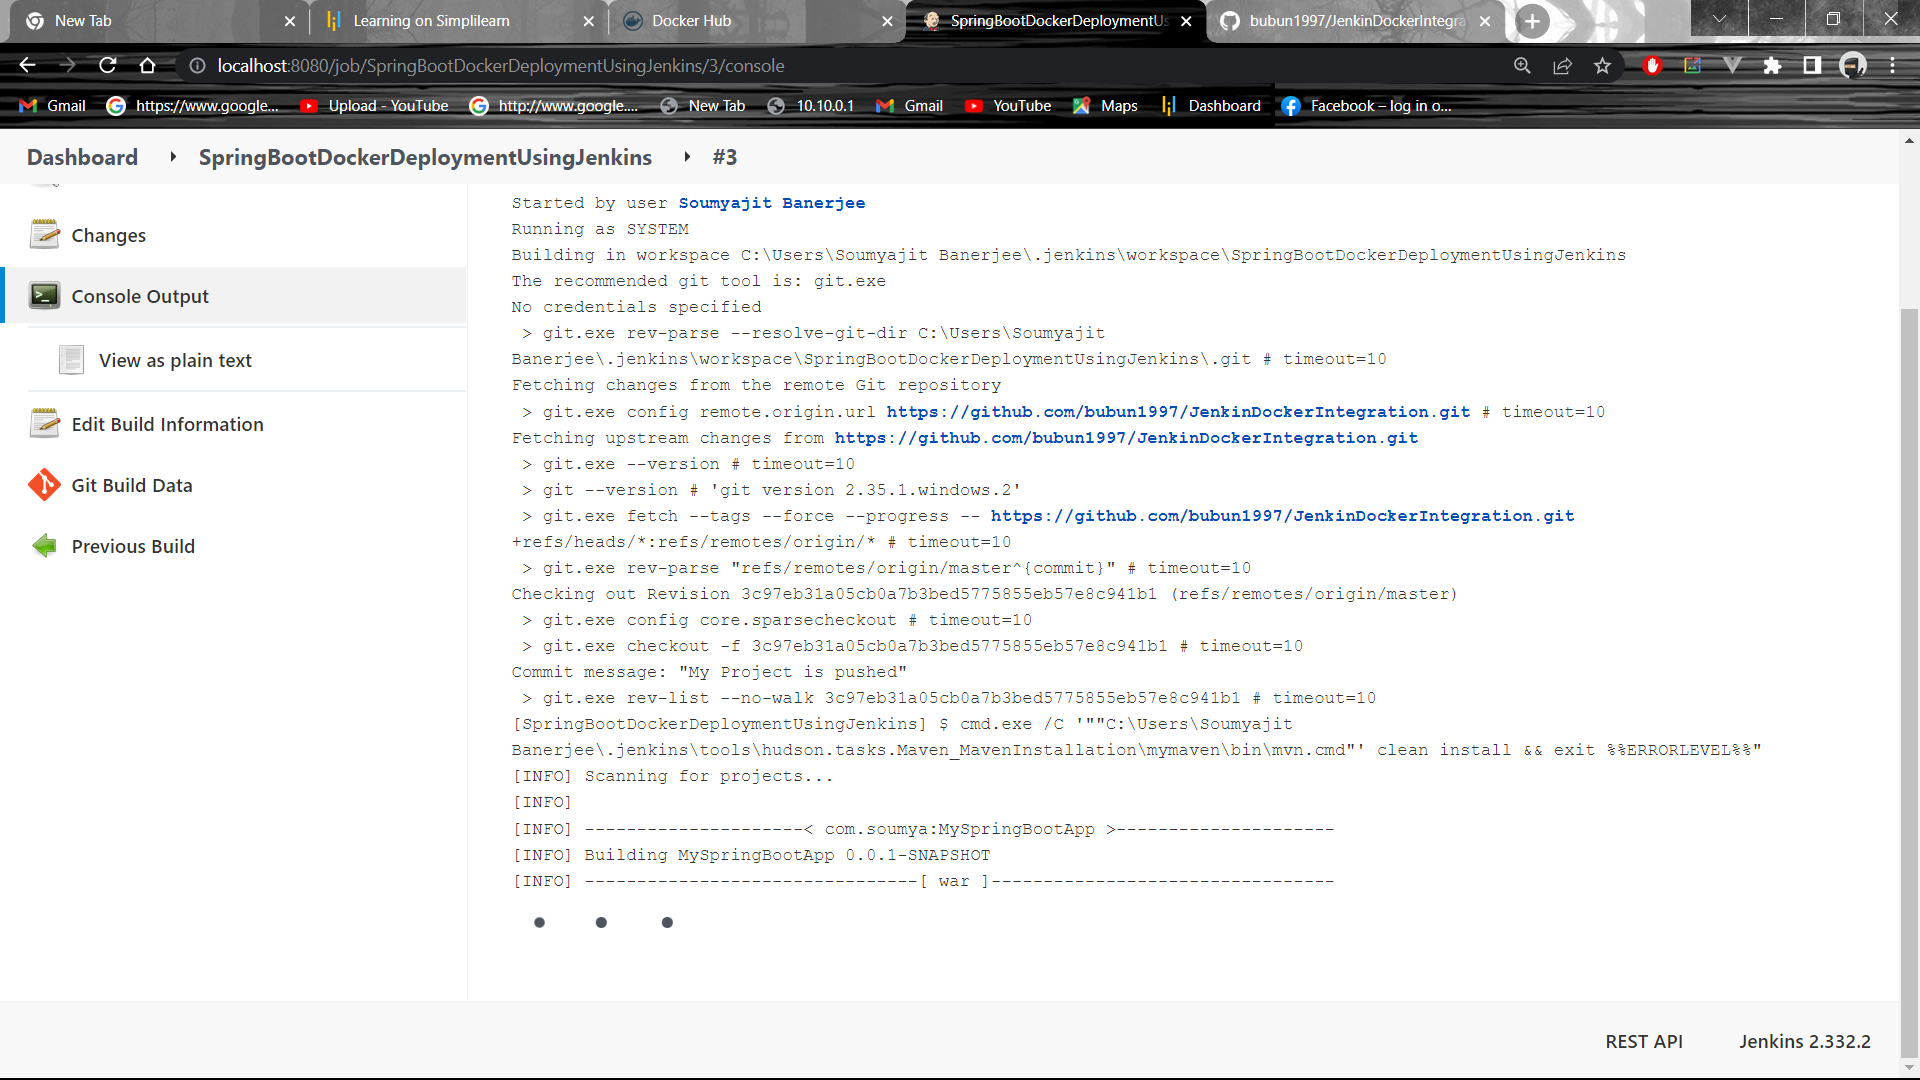 New Tab
Learning on Simplilearn
Docker Hub
SpringBootDockerDeploymentUs
bubun1997/JenkinDockerIntegra
localhost:8080/job/SpringBootDockerDeploymentUsingJenkins/3/console
Gmail
https://www.google...
Upload - YouTube
http://www.google....
New Tab
10.10.0.1
Gmail
YouTube
Maps
Dashboard
Facebook – log in o...
Dashboard
SpringBootDockerDeploymentUsingJenkins
#3
Changes
Console Output
View as plain text
Edit Build Information
Git Build Data
Previous Build
Started by user Soumyajit Banerjee
Running as SYSTEM
Building in workspace C:\Users\Soumyajit Banerjee\.jenkins\workspace\SpringBootDockerDeploymentUsingJenkins
The recommended git tool is: git.exe
No credentials specified
 > git.exe rev-parse --resolve-git-dir C:\Users\Soumyajit
Banerjee\.jenkins\workspace\SpringBootDockerDeploymentUsingJenkins\.git # timeout=10
Fetching changes from the remote Git repository
 > git.exe config remote.origin.url https://github.com/bubun1997/JenkinDockerIntegration.git # timeout=10
Fetching upstream changes from https://github.com/bubun1997/JenkinDockerIntegration.git
 > git.exe --version # timeout=10
 > git --version # 'git version 2.35.1.windows.2'
 > git.exe fetch --tags --force --progress -- https://github.com/bubun1997/JenkinDockerIntegration.git
+refs/heads/*:refs/remotes/origin/* # timeout=10
 > git.exe rev-parse "refs/remotes/origin/master^{commit}" # timeout=10
Checking out Revision 3c97eb31a05cb0a7b3bed5775855eb57e8c941b1 (refs/remotes/origin/master)
 > git.exe config core.sparsecheckout # timeout=10
 > git.exe checkout -f 3c97eb31a05cb0a7b3bed5775855eb57e8c941b1 # timeout=10
Commit message: "My Project is pushed"
 > git.exe rev-list --no-walk 3c97eb31a05cb0a7b3bed5775855eb57e8c941b1 # timeout=10
[SpringBootDockerDeploymentUsingJenkins] $ cmd.exe /C '""C:\Users\Soumyajit
Banerjee\.jenkins\tools\hudson.tasks.Maven_MavenInstallation\mymaven\bin\mvn.cmd"' clean install && exit %%ERRORLEVEL%%"
[INFO] Scanning for projects...
[INFO]
[INFO] ---------------------< com.soumya:MySpringBootApp >---------------------
[INFO] Building MySpringBootApp 0.0.1-SNAPSHOT
[INFO] --------------------------------[ war ]---------------------------------
REST API
Jenkins 2.332.2